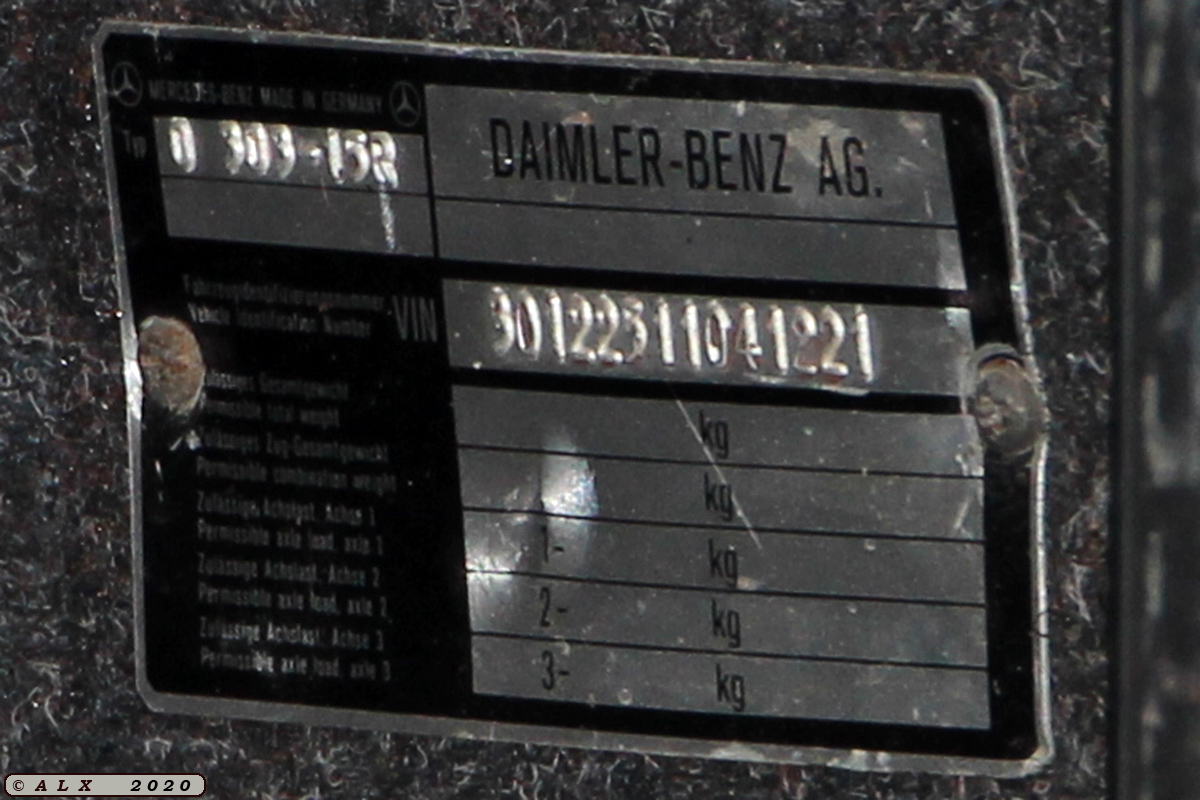 MERCEDES-BENZ MADE IN GERMANY
Typ
0 303-15R
DAIMLER-BENZ AG.
Fahrzeugidentifizierungsnummer
Vehicle Identification Number
VIN
30122311041221
Zulässiges Gesamtgewicht
Permissible total weight
kg
Zulässiges Zug-Gesamtgewicht
Permissible combination weight
kg
Zulässige Achslast, Achse 1
Permissible axle load, axle 1
1- kg
Zulässige Achslast, Achse 2
Permissible axle load, axle 2
2- kg
Zulässige Achslast, Achse 3
Permissible axle load, axle 3
3- kg
© ALX 2020